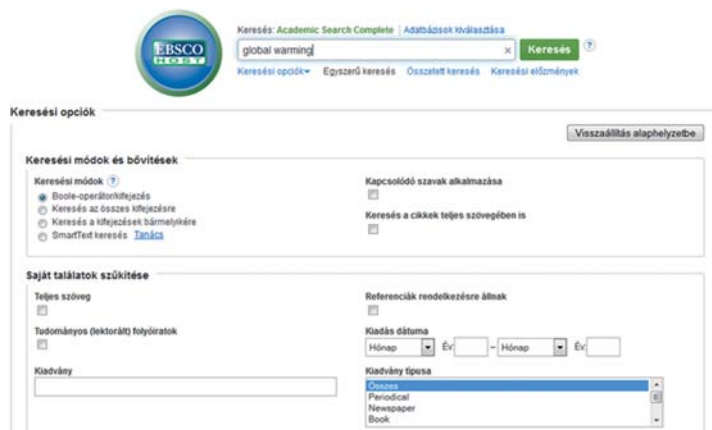 Keresés: Academic Search Complete | Adatbázisok kiválasztása
EBSCO HOST
global warming × Keresés ?
Keresési opciók Egyszerű keresés Összetett keresés Keresési előzmények
Keresési opciók
Visszaállítás alaphelyzetbe
Keresési módok és bővítések
Keresési módok ? Kapcsolódó szavak alkalmazása
Boole-operátor/kifejezés
Keresés az összes kifejezésre
Keresés a kifejezések bármelyikére Keresés a cikkek teljes szövegében is
SmartText keresés Tanács
Saját találatok szűkítése
Teljes szöveg Referenciák rendelkezésre állnak
Tudományos (lektorált) folyóiratok Kiadás dátuma
Hónap Év: – Hónap Év:
Kiadvány Kiadvány típusa
Összes
Periodical
Newspaper
Book